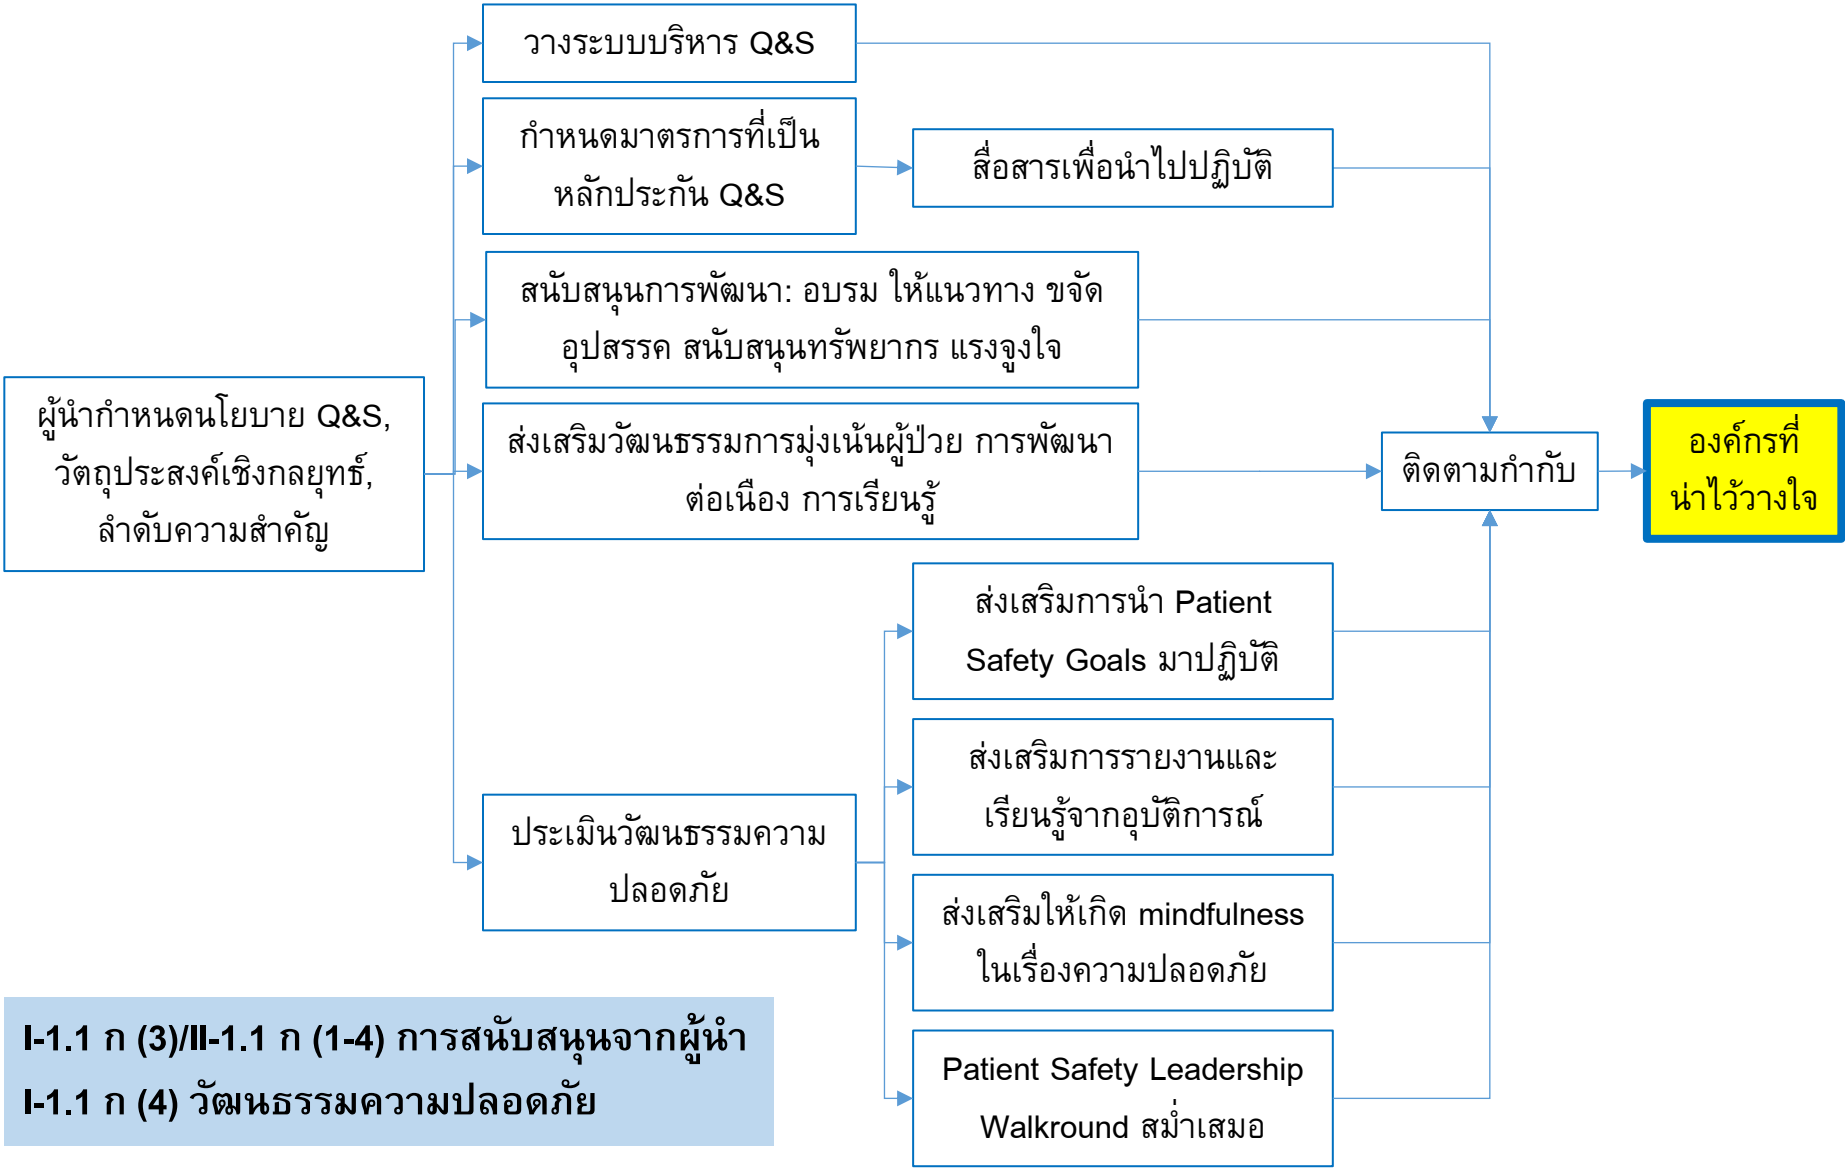 วางระบบบริหาร Q&S
กำหนดมาตรการที่เป็น
หลักประกัน Q&S
สื่อสารเพื่อนำไปปฏิบัติ
สนับสนุนการพัฒนา: อบรม ให้แนวทาง ขจัด
อุปสรรค สนับสนุนทรัพยากร แรงจูงใจ
ผู้นำกำหนดนโยบาย Q&S,
วัตถุประสงค์เชิงกลยุทธ์,
ลำดับความสำคัญ
ส่งเสริมวัฒนธรรมการมุ่งเน้นผู้ป่วย การพัฒนา
ต่อเนื่อง การเรียนรู้
ติดตามกำกับ
องค์กรที่
น่าไว้วางใจ
ส่งเสริมการนำ Patient
Safety Goals มาปฏิบัติ
ส่งเสริมการรายงานและ
เรียนรู้จากอุบัติการณ์
ประเมินวัฒนธรรมความ
ปลอดภัย
ส่งเสริมให้เกิด mindfulness
ในเรื่องความปลอดภัย
Patient Safety Leadership
Walkround สม่ำเสมอ
I-1.1 ก (3)/II-1.1 ก (1-4) การสนับสนุนจากผู้นำ
I-1.1 ก (4) วัฒนธรรมความปลอดภัย